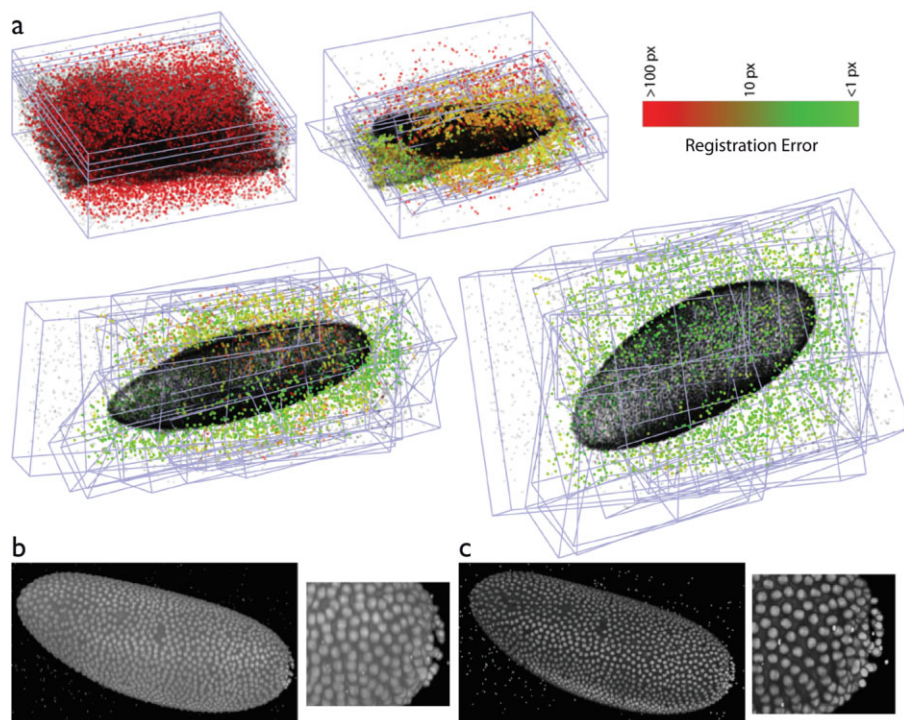 a
>100 px
10 px
<1 px
Registration Error
b
c